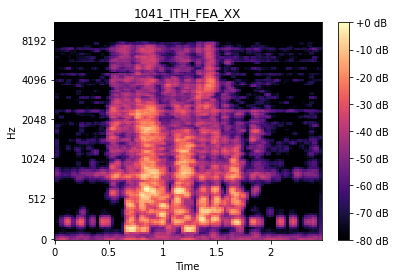 1041_ITH_FEA_XX
+0 dB
8192
-10 dB
4096
-20 dB
-30 dB
Hz
2048
-40 dB
1024
-50 dB
512
-60 dB
-70 dB
0
-80 dB
0 0.5 1 1.5 2
Time